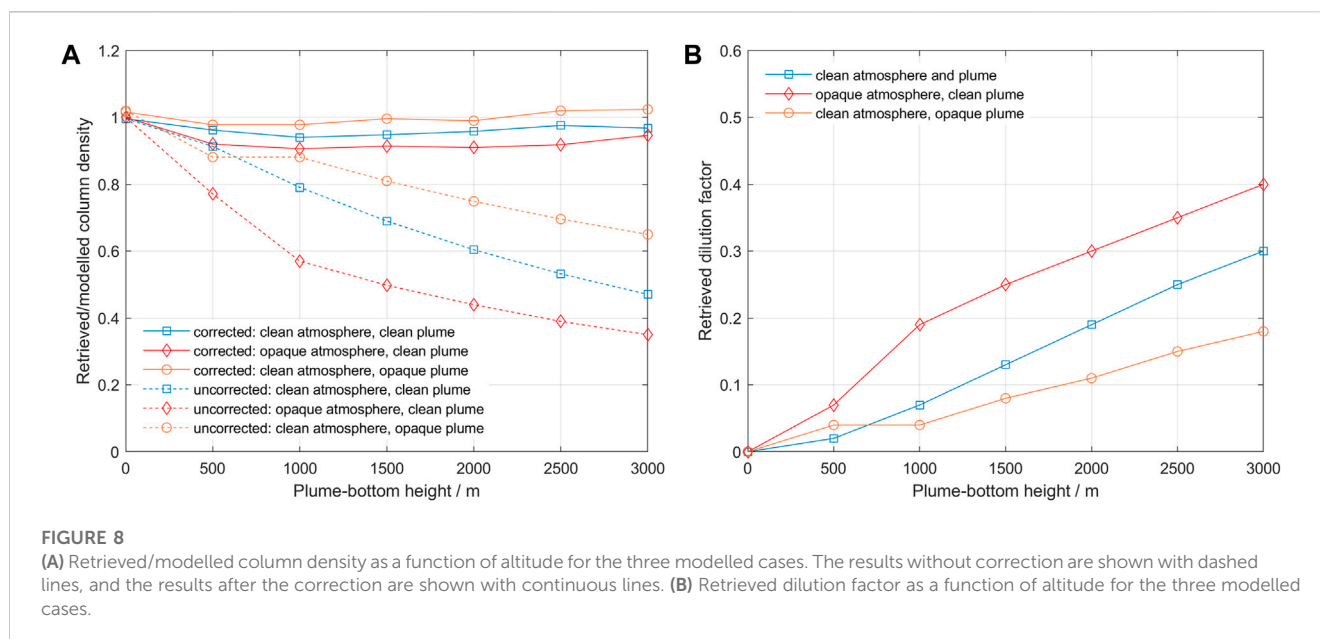 A
Retrieved/modelled column density
1.2
1
0.8
0.6
0.4
0.2
0
corrected: clean atmosphere, clean plume
corrected: opaque atmosphere, clean plume
corrected: clean atmosphere, opaque plume
uncorrected: clean atmosphere, clean plume
uncorrected: opaque atmosphere, clean plume
uncorrected: clean atmosphere, opaque plume
0 500 1000 1500 2000 2500 3000
Plume-bottom height / m
B
Retrieved dilution factor
0.6
0.5
0.4
0.3
0.2
0.1
0
clean atmosphere and plume
opaque atmosphere, clean plume
clean atmosphere, opaque plume
0 500 1000 1500 2000 2500 3000
Plume-bottom height / m
FIGURE 8
(A) Retrieved/modelled column density as a function of altitude for the three modelled cases. The results without correction are shown with dashed
lines, and the results after the correction are shown with continuous lines. (B) Retrieved dilution factor as a function of altitude for the three modelled
cases.